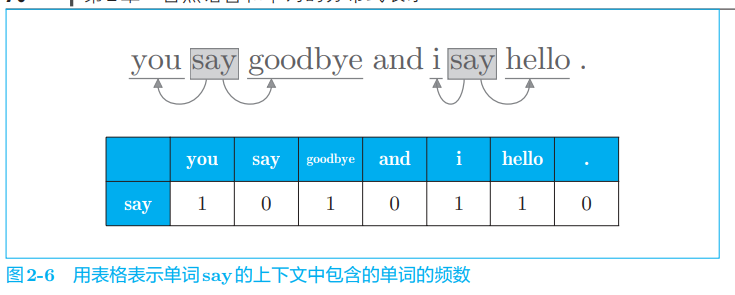 you say goodbye and i say hello .
you say goodbye and i hello .
say 1 0 1 0 1 1 0
图2-6 用表格表示单词say的上下文中包含的单词的频数